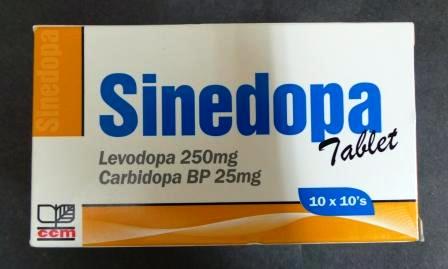 Sinedopa
Sinedopa
Tablet
Levodopa 250mg
Carbidopa BP 25mg
10 x 10's
ccm